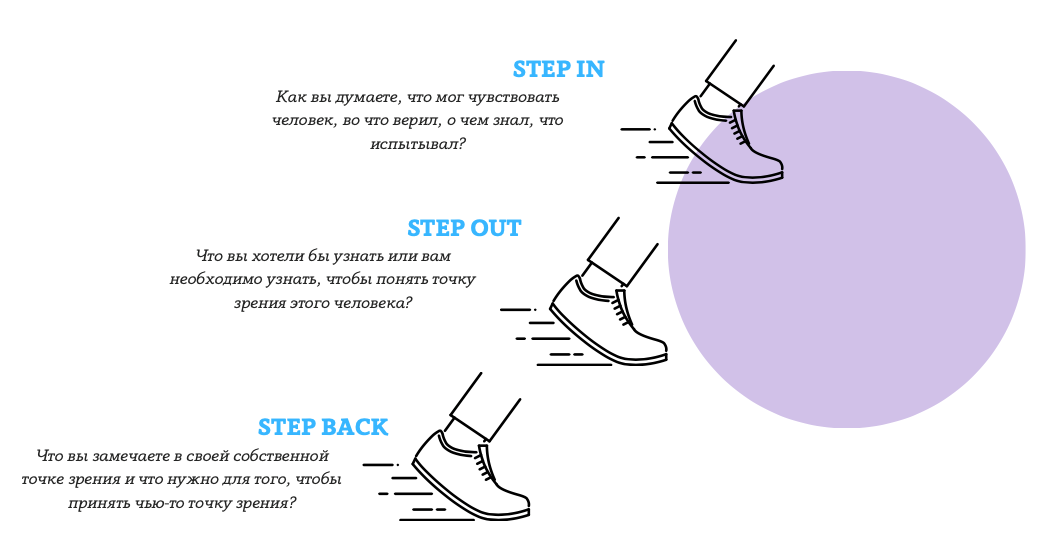 STEP IN
Как вы думаете, что мог чувствовать
человек, во что верил, о чем знал, что
испытывал?
STEP OUT
Что вы хотели бы узнать или вам
необходимо узнать, чтобы понять точку
зрения этого человека?
STEP BACK
Что вы замечаете в своей собственной
точке зрения и что нужно для того, чтобы
принять чью-то точку зрения?